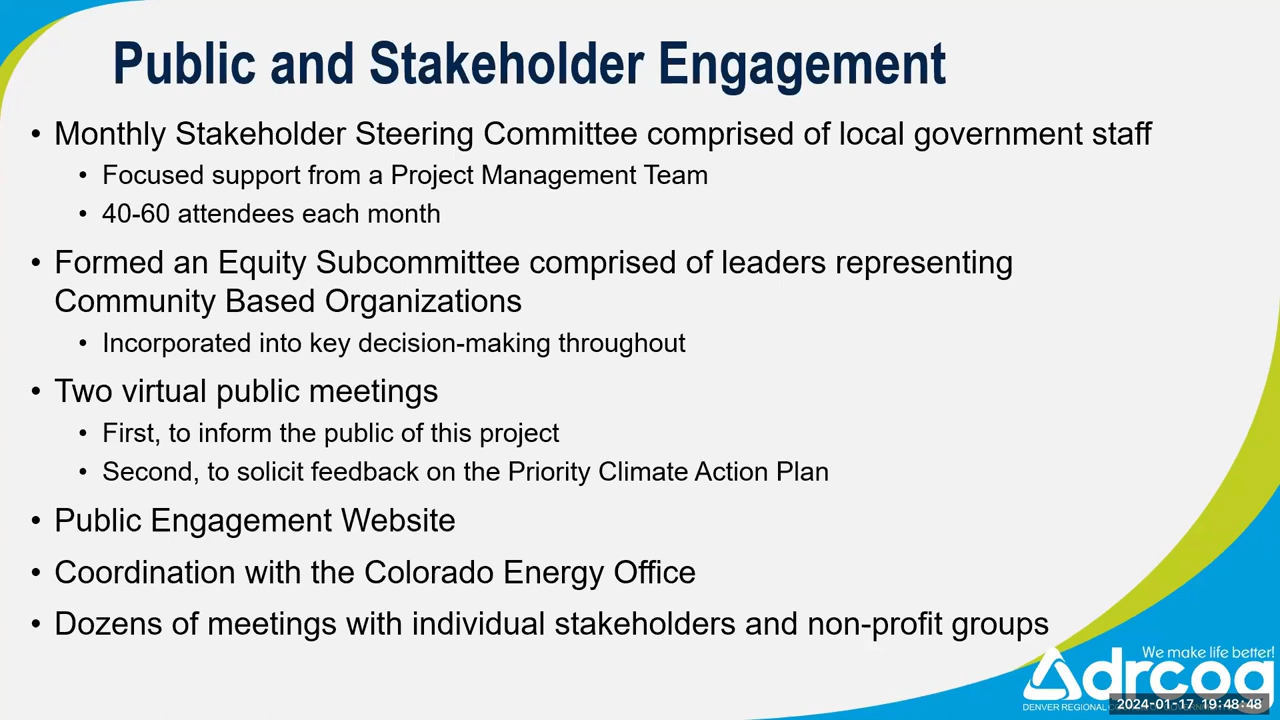 Public and Stakeholder Engagement
• Monthly Stakeholder Steering Committee comprised of local government staff
• Focused support from a Project Management Team
• 40-60 attendees each month
• Formed an Equity Subcommittee comprised of leaders representing
Community Based Organizations
• Incorporated into key decision-making throughout
• Two virtual public meetings
• First, to inform the public of this project
• Second, to solicit feedback on the Priority Climate Action Plan
• Public Engagement Website
• Coordination with the Colorado Energy Office
• Dozens of meetings with individual stakeholders and non-profit groups
We make life better!
drcog
DENVER REGIONAL
2024-01-17 19:48:48